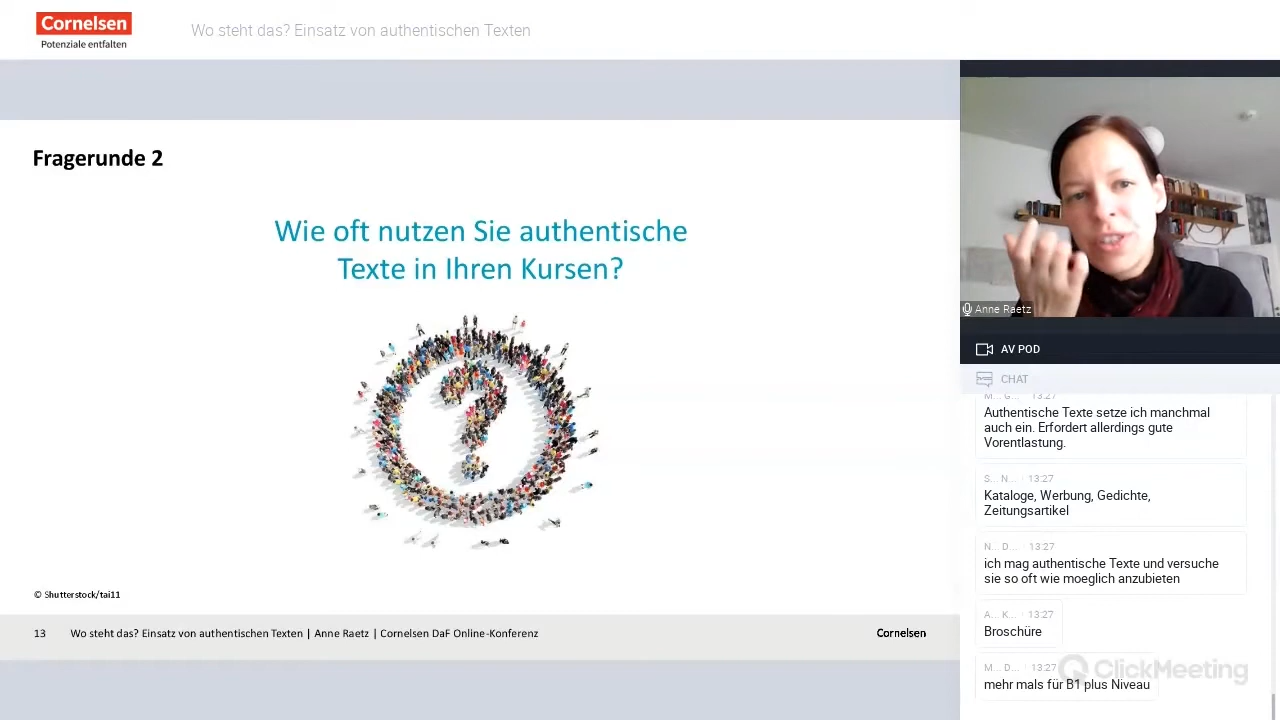 Cornelsen
Potenziale entfalten
Wo steht das? Einsatz von authentischen Texten
Fragerunde 2
Wie oft nutzen Sie authentische
Texte in Ihren Kursen?
© Shutterstock/tai11
13 Wo steht das? Einsatz von authentischen Texten | Anne Raetz | Cornelsen DaF Online-Konferenz Cornelsen
Anne Raetz
AV POD
CHAT
M... G... 13:27
Authentische Texte setze ich manchmal
auch ein. Erfordert allerdings gute
Vorentlastung.
S... N... 13:27
Kataloge, Werbung, Gedichte,
Zeitungsartikel
N... D... 13:27
ich mag authentische Texte und versuche
sie so oft wie moeglich anzubieten
A... K... 13:27
Broschüre
M... D... 13:27
ClickMeeting
mehr mals für B1 plus Niveau